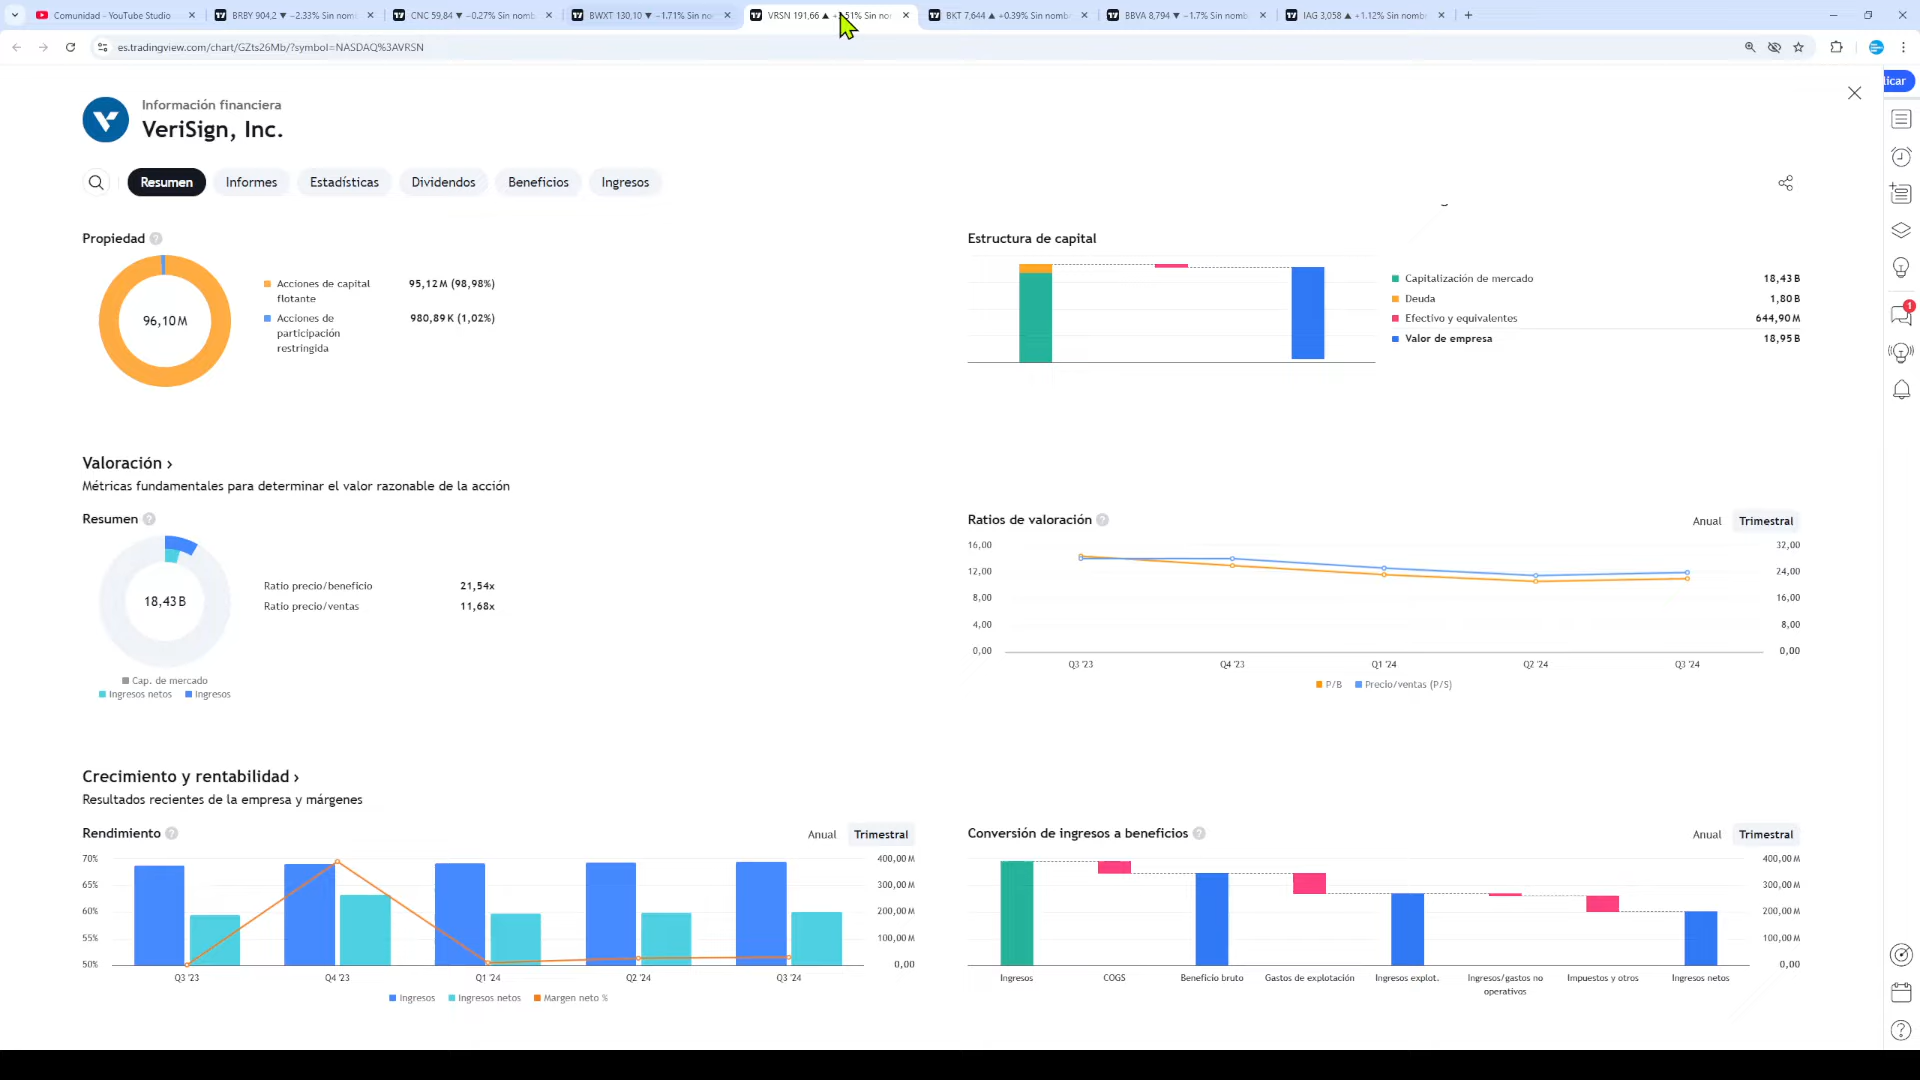 Comunidad - YouTube Studio
BRBY 904,2 ▼ −2.33% Sin nom
CNC 59,84 ▼ −0.27% Sin nomb
BWXT 130,10 ▼ −1.71% Sin no
VRSN 191,66 ▲ +1.51% Sin no
BKT 7,644 ▲ +0.39% Sin nomb
BBVA 8,794 ▼ −1.7% Sin nomb
IAG 3,058 ▲ +1.12% Sin nomb
es.tradingview.com/chart/GZts26Mb/?symbol=NASDAQ%3AVRSN
licar
Información financiera
VeriSign, Inc.
Resumen
Informes
Estadísticas
Dividendos
Beneficios
Ingresos
1
Propiedad ?
96,10 M
Acciones de capital
flotante
95,12 M (98,98%)
Acciones de
participación
restringida
980,89 K (1,02%)
Estructura de capital
Capitalización de mercado 18,43 B
Deuda 1,80 B
Efectivo y equivalentes 644,90 M
Valor de empresa 18,95 B
Valoración ›
Métricas fundamentales para determinar el valor razonable de la acción
Resumen ?
18,43 B
Ratio precio/beneficio 21,54x
Ratio precio/ventas 11,68x
Cap. de mercado
Ingresos netos Ingresos
Ratios de valoración ?
Anual Trimestral
16,00 32,00
12,00 24,00
8,00 16,00
4,00 8,00
0,00 0,00
Q3 '23 Q4 '23 Q1 '24 Q2 '24 Q3 '24
P/B Precio/ventas (P/S)
Crecimiento y rentabilidad ›
Resultados recientes de la empresa y márgenes
Rendimiento ?
Anual Trimestral
70% 400,00 M
65% 300,00 M
60% 200,00 M
55% 100,00 M
50% 0,00
Q3 '23 Q4 '23 Q1 '24 Q2 '24 Q3 '24
Ingresos Ingresos netos Margen neto %
Conversión de ingresos a beneficios ?
Anual Trimestral
400,00 M
300,00 M
200,00 M
100,00 M
0,00
Ingresos COGS Beneficio bruto Gastos de explotación Ingresos explot. Ingresos/gastos no Impuestos y otros Ingresos netos
operativos